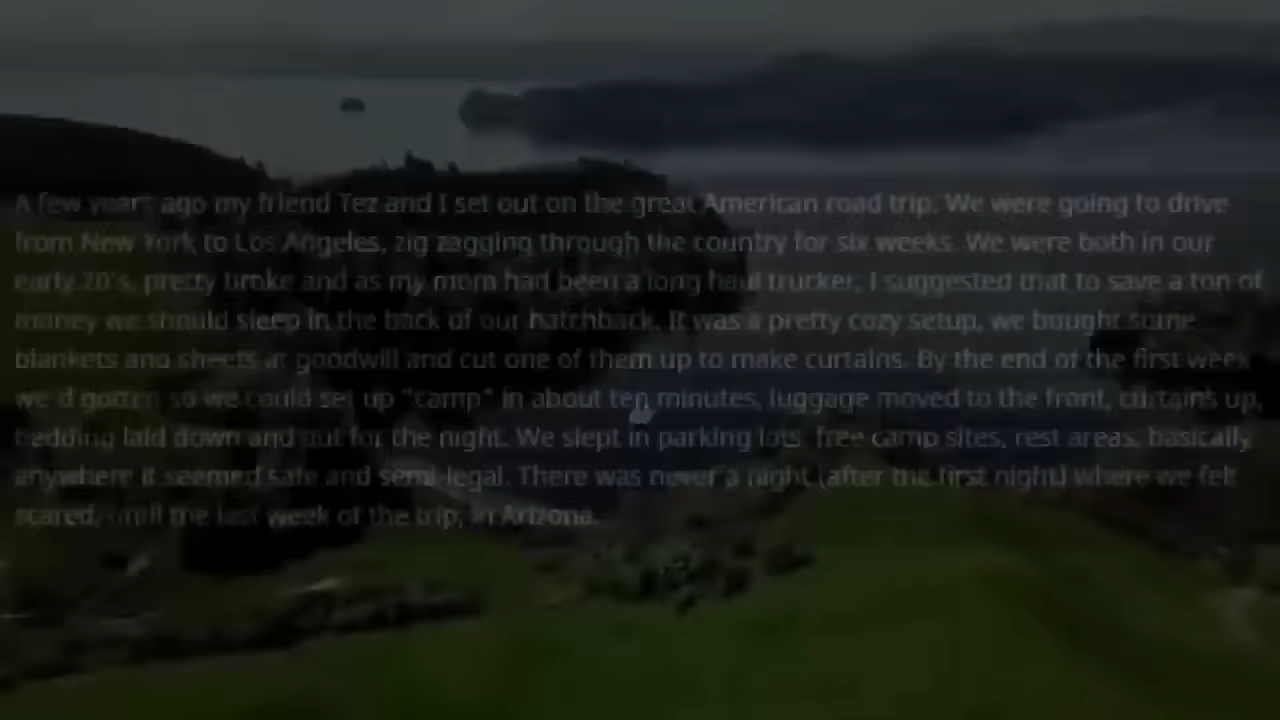 A few years ago my friend Tez and I set out on the great American road trip. We were going to drive
from New York to Los Angeles, zig zagging through the country for six weeks. We were both in our
early 20's, pretty broke and as my mom had been a long haul trucker, I suggested that to save a ton of
money we should sleep in the back of our hatchback. It was a pretty cozy setup, we bought some
blankets and sheets at goodwill and cut one of them up to make curtains. By the end of the first week
we'd gotten so we could set up "camp" in about ten minutes, luggage moved to the front, curtains up,
bedding laid down and out for the night. We slept in parking lots, free camp sites, rest areas, basically
anywhere it seemed safe and semi-legal. There was never a night (after the first night) where we felt
scared, until the last week of the trip, in Arizona.